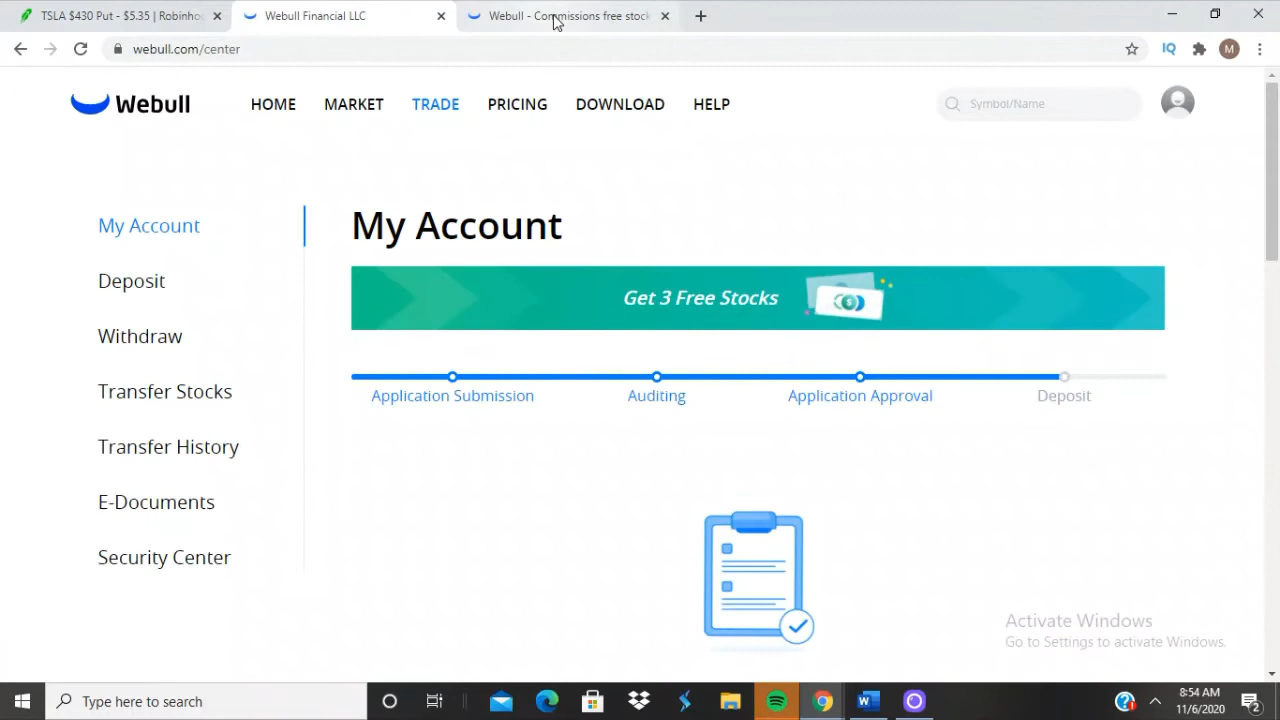 TSLA $430 Put - $5.35 | Robinho
Webull Financial LLC
Webull - Commissions free stock
webull.com/center
IQ
M
Webull
HOME
MARKET
TRADE
PRICING
DOWNLOAD
HELP
Symbol/Name
My Account
Deposit
Withdraw
Transfer Stocks
Transfer History
E-Documents
Security Center
My Account
Get 3 Free Stocks
Application Submission
Auditing
Application Approval
Deposit
Activate Windows
Go to Settings to activate Windows.
Type here to search
8:54 AM
11/6/2020
2